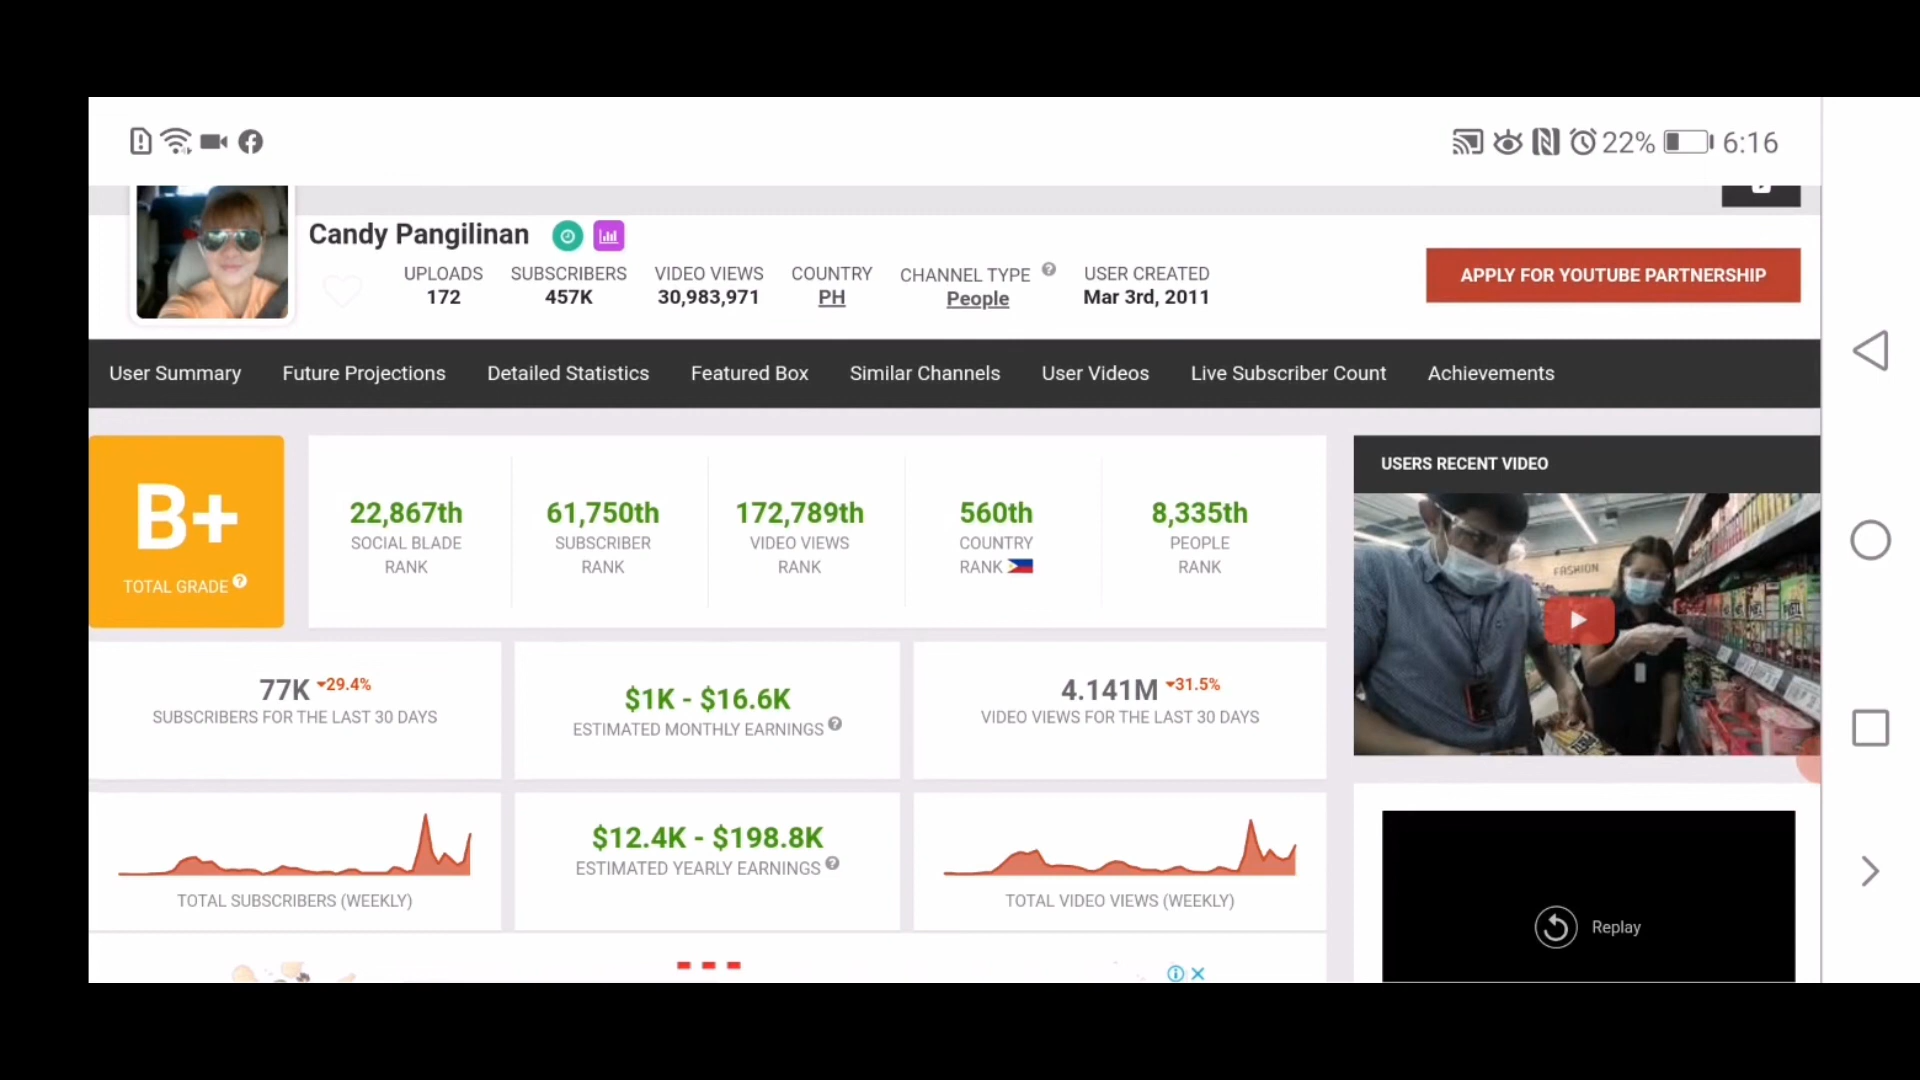 22% 6:16
Candy Pangilinan
UPLOADS
172
SUBSCRIBERS
457K
VIDEO VIEWS
30,983,971
COUNTRY
PH
CHANNEL TYPE ?
People
USER CREATED
Mar 3rd, 2011
APPLY FOR YOUTUBE PARTNERSHIP
User Summary Future Projections Detailed Statistics Featured Box Similar Channels User Videos Live Subscriber Count Achievements
B+
TOTAL GRADE ?
22,867th
SOCIAL BLADE
RANK
61,750th
SUBSCRIBER
RANK
172,789th
VIDEO VIEWS
RANK
560th
COUNTRY
RANK
8,335th
PEOPLE
RANK
USERS RECENT VIDEO
FASHION
77K 29.4%
SUBSCRIBERS FOR THE LAST 30 DAYS
$1K - $16.6K
ESTIMATED MONTHLY EARNINGS ?
4.141M 31.5%
VIDEO VIEWS FOR THE LAST 30 DAYS
TOTAL SUBSCRIBERS (WEEKLY)
$12.4K - $198.8K
ESTIMATED YEARLY EARNINGS ?
TOTAL VIDEO VIEWS (WEEKLY)
Replay